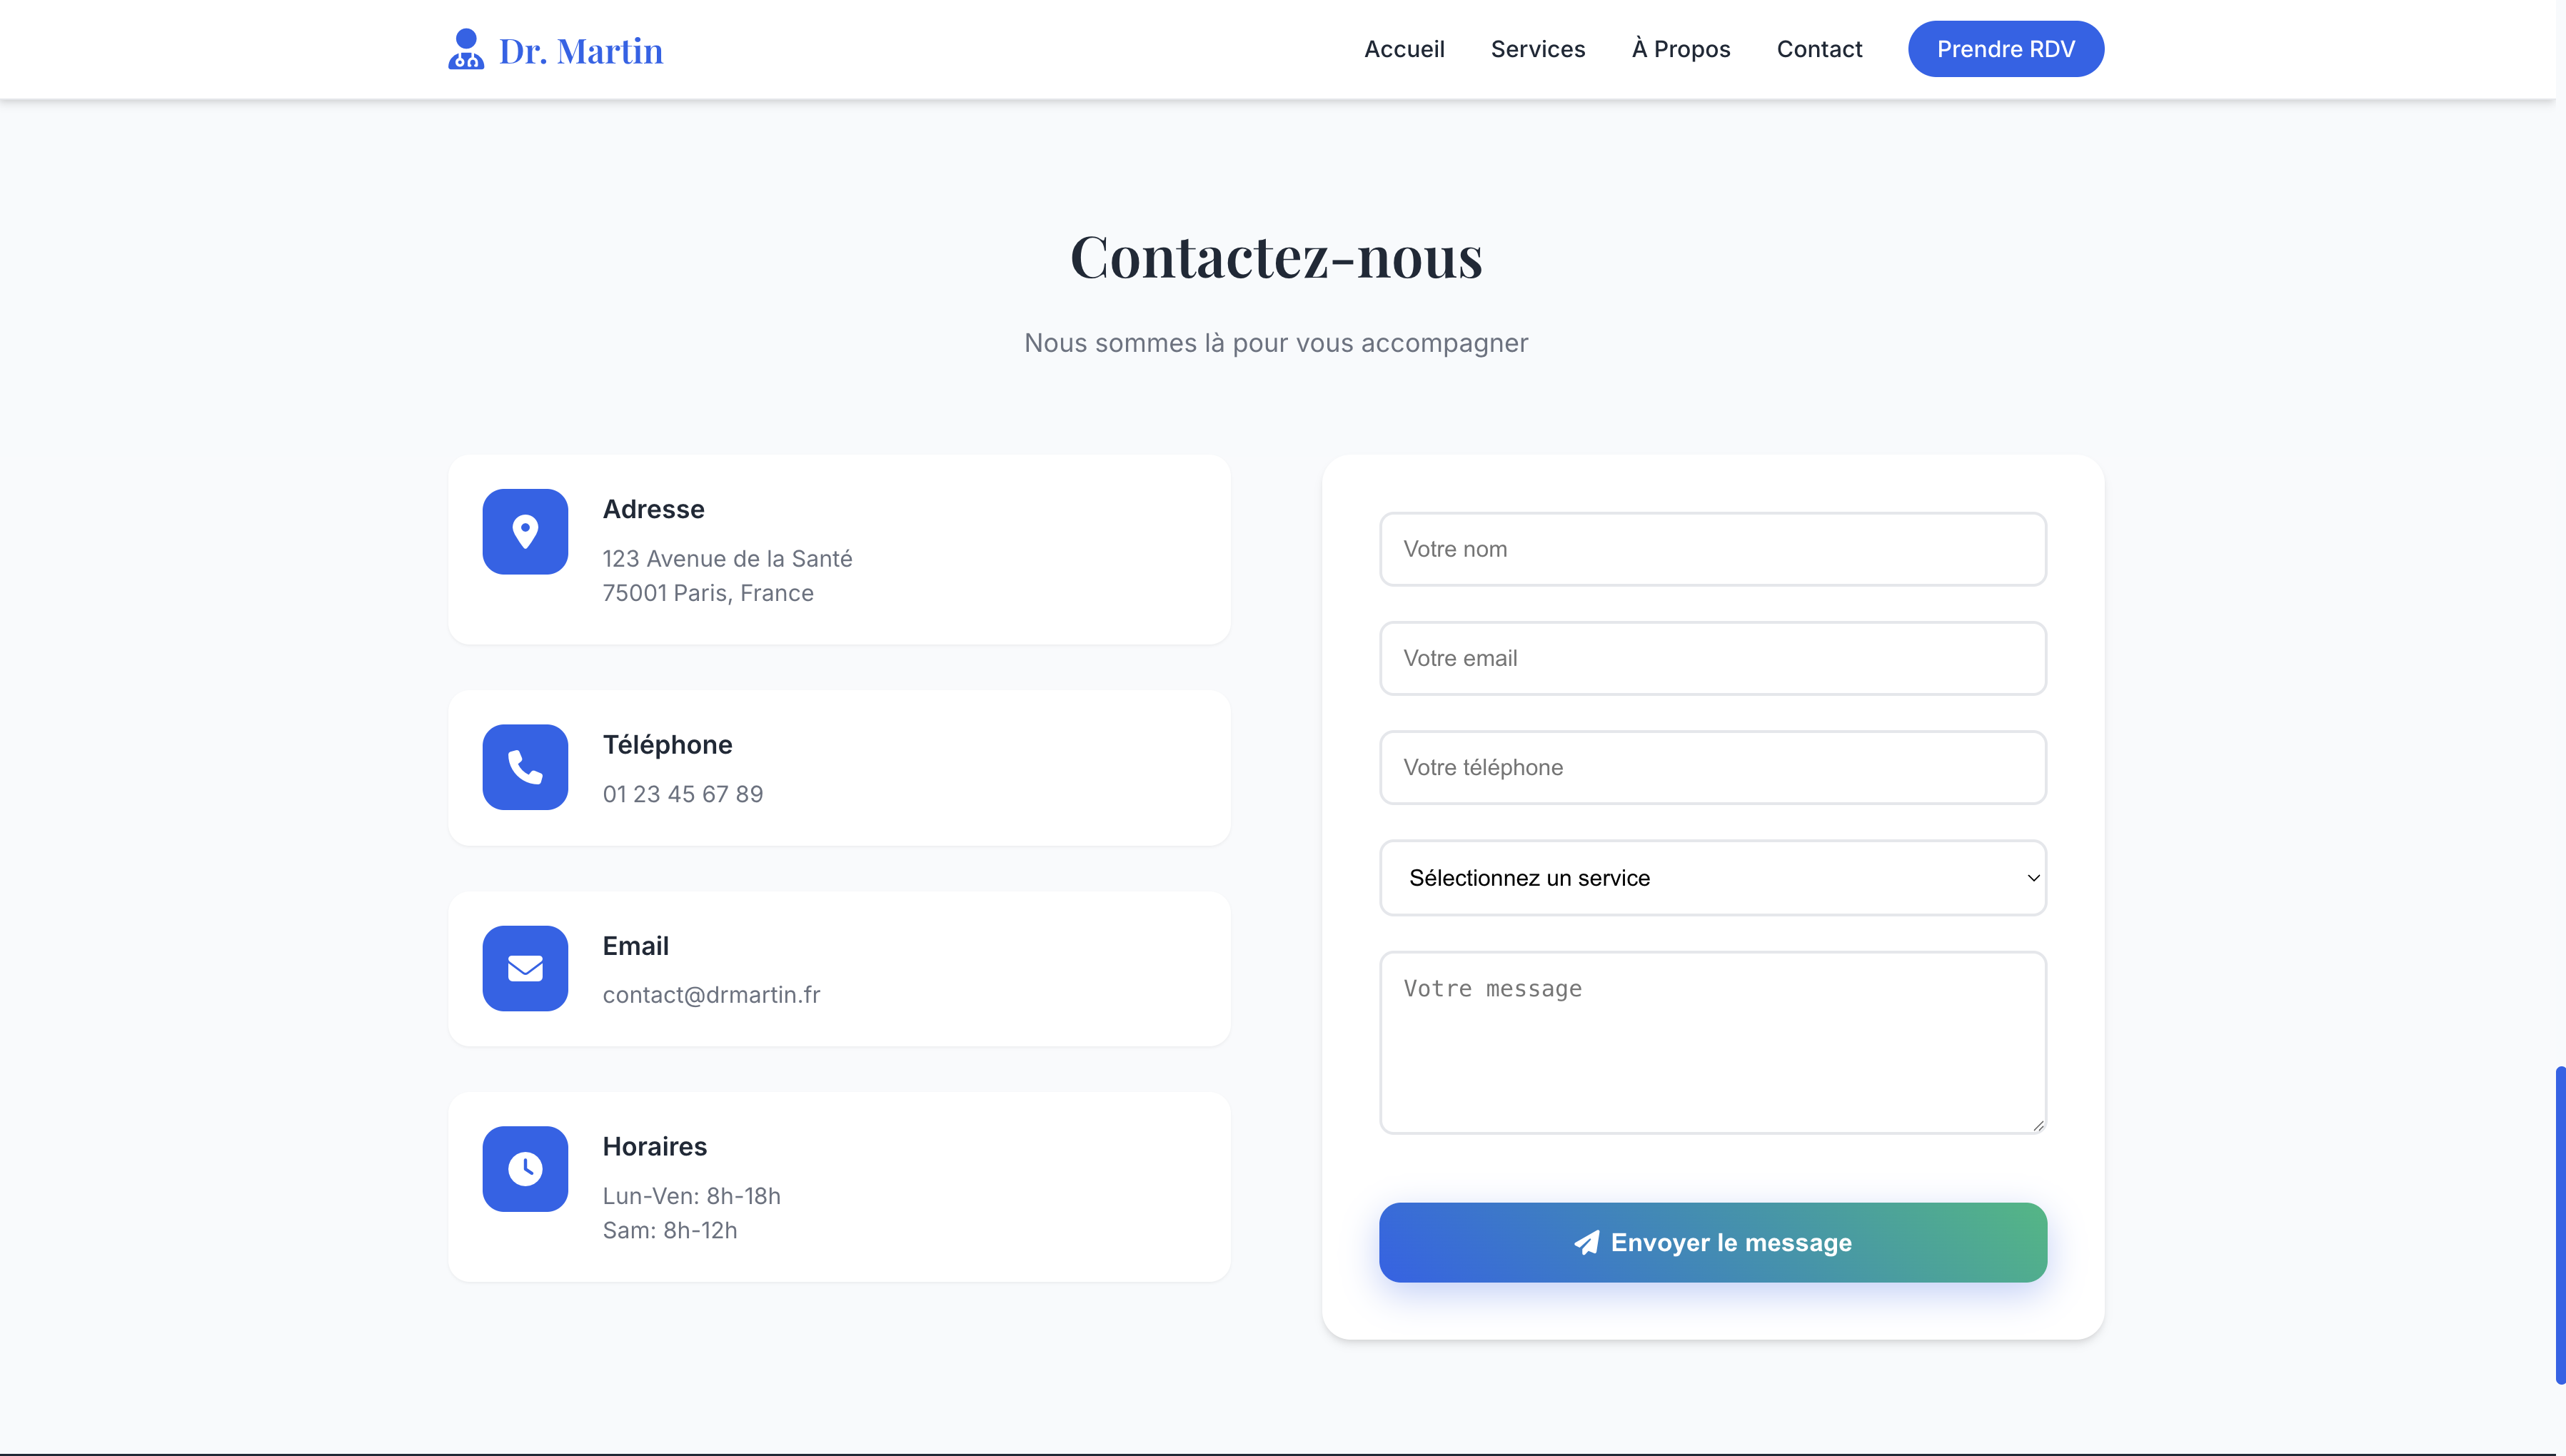 Dr. Martin
Accueil
Services
À Propos
Contact
Prendre RDV
Contactez-nous
Nous sommes là pour vous accompagner
Adresse
123 Avenue de la Santé
75001 Paris, France
Téléphone
01 23 45 67 89
Email
contact@drmartin.fr
Horaires
Lun-Ven: 8h-18h
Sam: 8h-12h
Votre nom
Votre email
Votre téléphone
Sélectionnez un service
Votre message
Envoyer le message